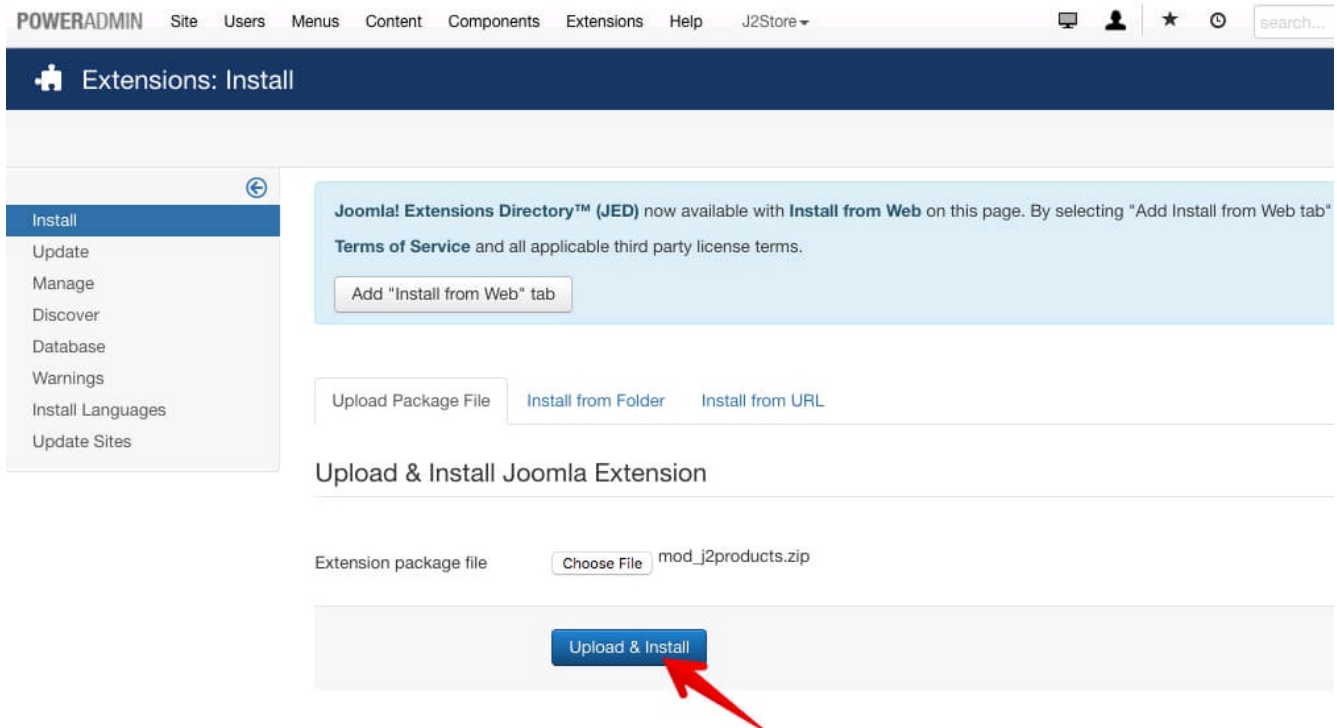 POWERADMIN Site Users Menus Content Components Extensions Help J2Store search...
Extensions: Install
Install
Update
Manage
Discover
Database
Warnings
Install Languages
Update Sites
Joomla! Extensions Directory™ (JED) now available with Install from Web on this page. By selecting "Add Install from Web tab"
Terms of Service and all applicable third party license terms.
Add "Install from Web" tab
Upload Package File Install from Folder Install from URL
Upload & Install Joomla Extension
Extension package file Choose File mod_j2products.zip
Upload & Install